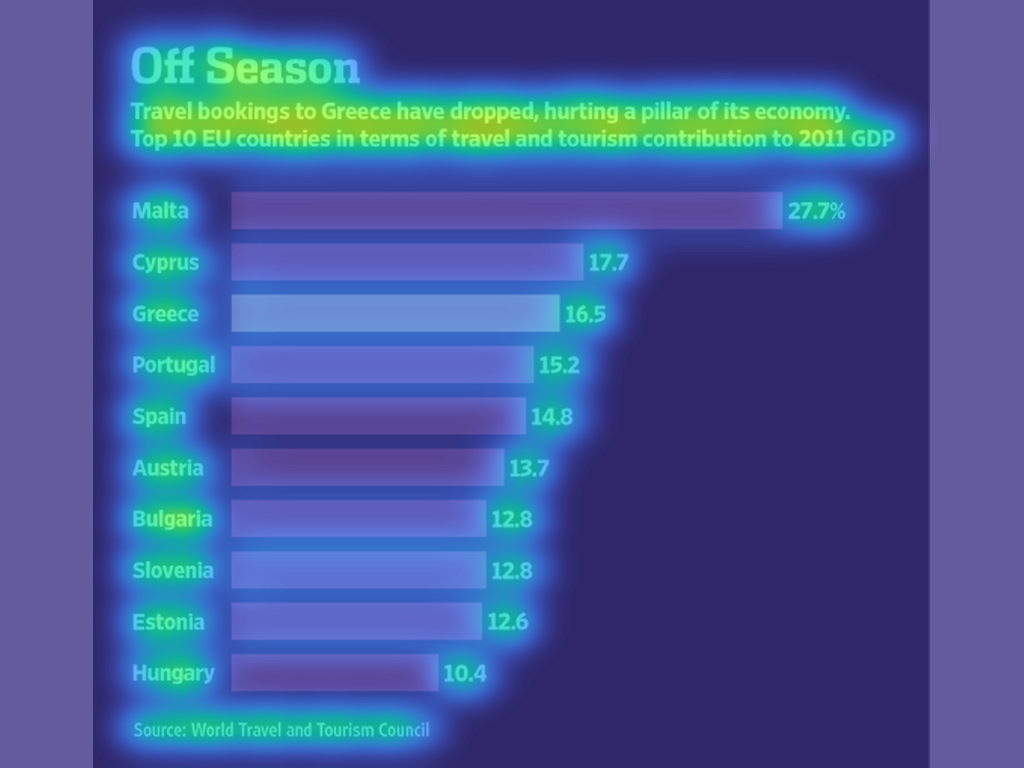 Off Season
Travel bookings to Greece have dropped, hurting a pillar of its economy.
Top 10 EU countries in terms of travel and tourism contribution to 2011 GDP
Malta 27.7%
Cyprus 17.7
Greece 16.5
Portugal 15.2
Spain 14.8
Austria 13.7
Bulgaria 12.8
Slovenia 12.8
Estonia 12.6
Hungary 10.4
Source: World Travel and Tourism Council